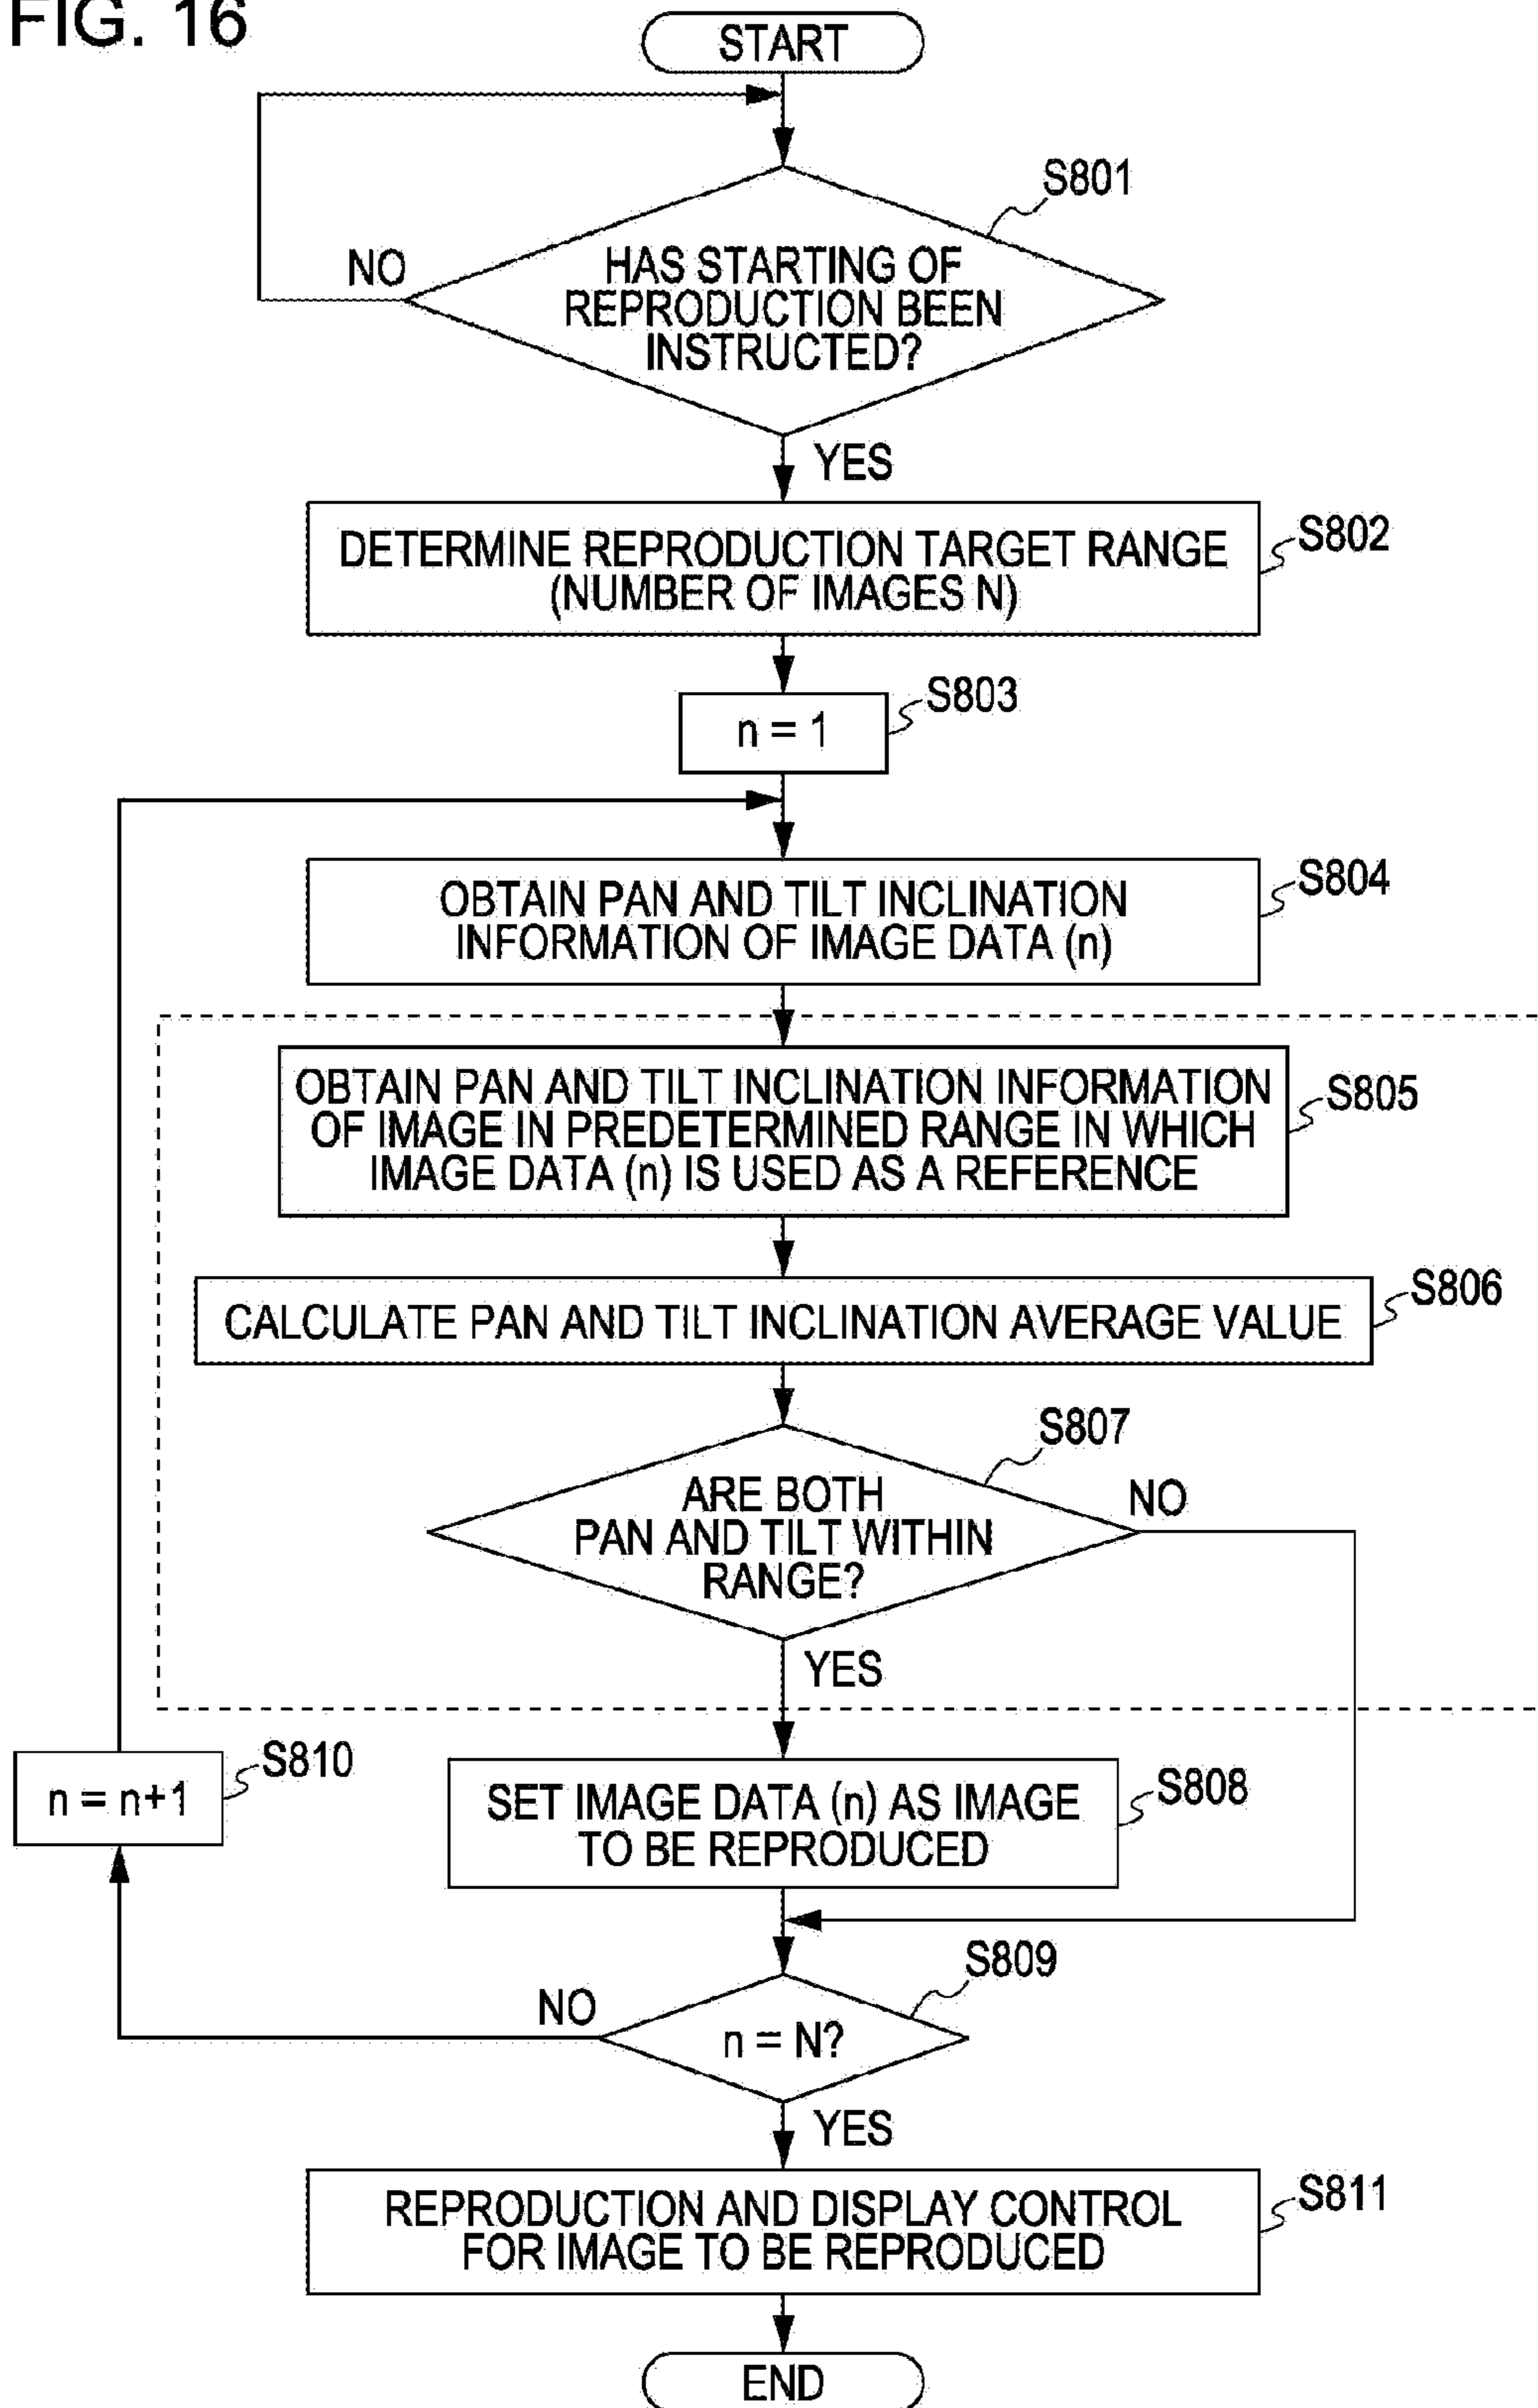 FIG. 16
START
S801
NO
HAS STARTING OF
REPRODUCTION BEEN
INSTRUCTED?
YES
DETERMINE REPRODUCTION TARGET RANGE
(NUMBER OF IMAGES N)
S802
S803
n = 1
OBTAIN PAN AND TILT INCLINATION
INFORMATION OF IMAGE DATA (n)
S804
OBTAIN PAN AND TILT INCLINATION INFORMATION
OF IMAGE IN PREDETERMINED RANGE IN WHICH
IMAGE DATA (n) IS USED AS A REFERENCE
S805
CALCULATE PAN AND TILT INCLINATION AVERAGE VALUE
S806
S807
ARE BOTH
PAN AND TILT WITHIN
RANGE?
NO
YES
S810
n = n+1
SET IMAGE DATA (n) AS IMAGE
TO BE REPRODUCED
S808
S809
NO
n = N?
YES
REPRODUCTION AND DISPLAY CONTROL
FOR IMAGE TO BE REPRODUCED
S811
END